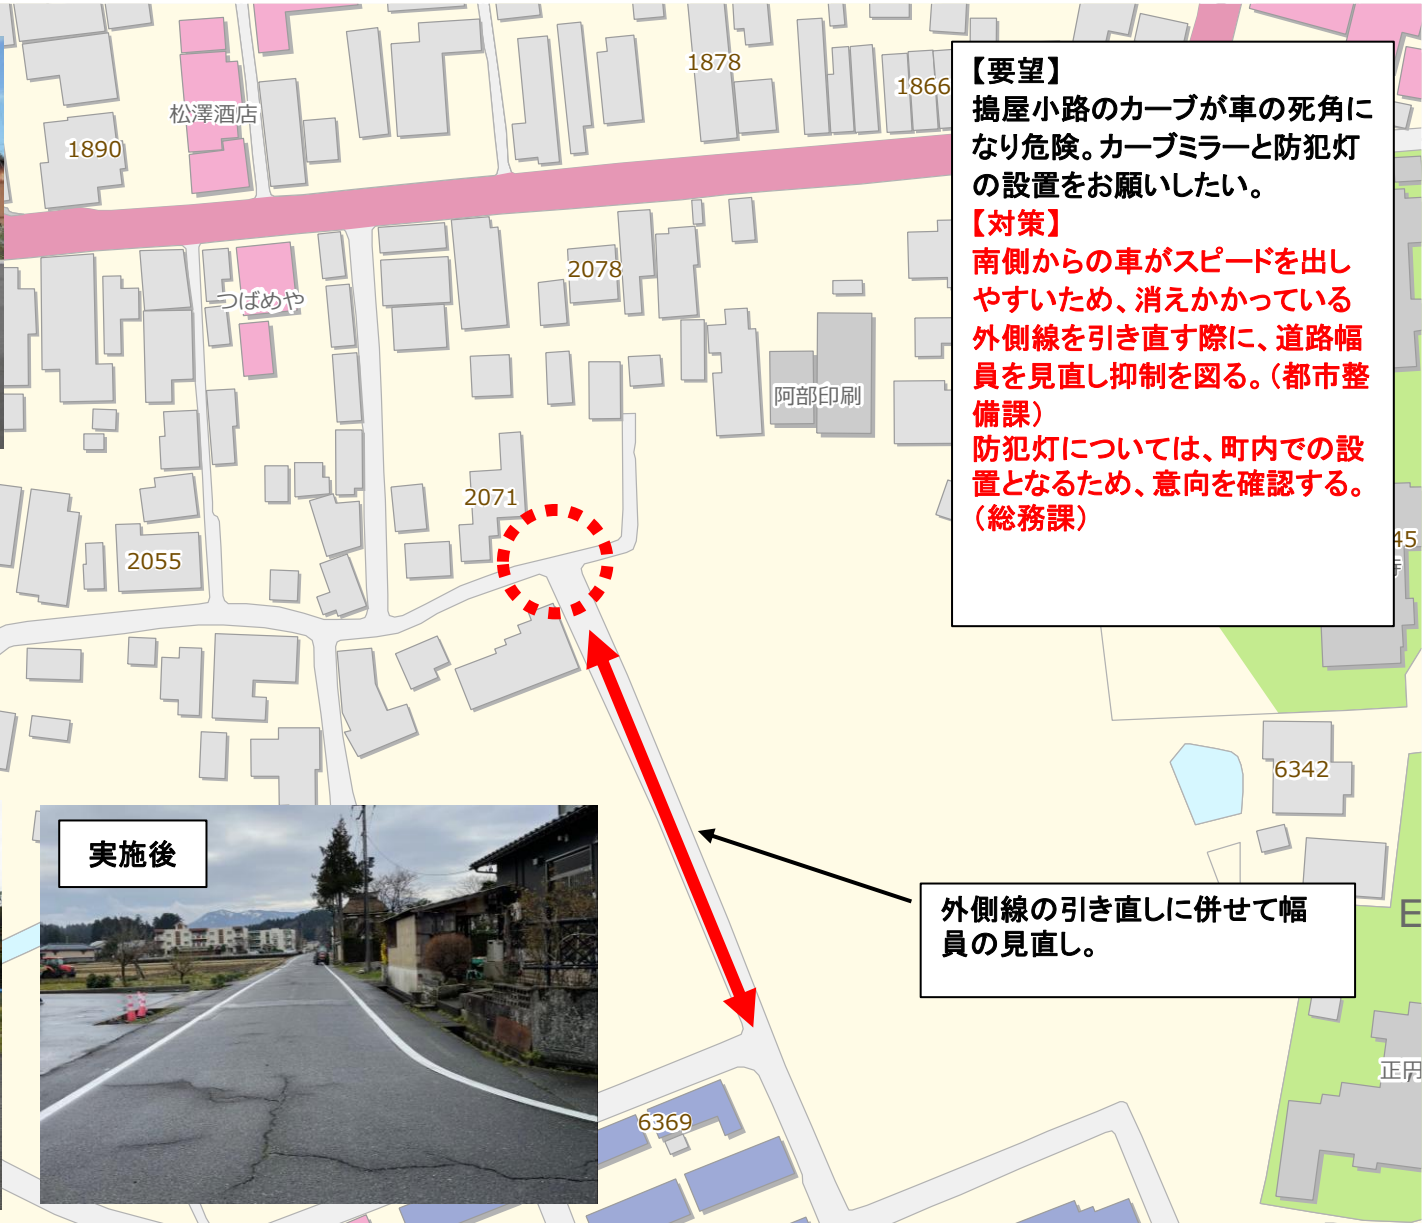 1878
1866
松澤酒店
1890
【要望】
搗屋小路のカーブが車の死角に
なり危険。カーブミラーと防犯灯
の設置をお願いしたい。
【対策】
南側からの車がスピードを出し
やすいため、消えかかっている
外側線を引き直す際に、道路幅
員を見直し抑制を図る。（都市整
備課）
防犯灯については、町内での設
置となるため、意向を確認する。
（総務課）
2078
つばめや
阿部印刷
2071
2055
45
6342
実施後
外側線の引き直しに併せて幅
員の見直し。
E
正円
6369